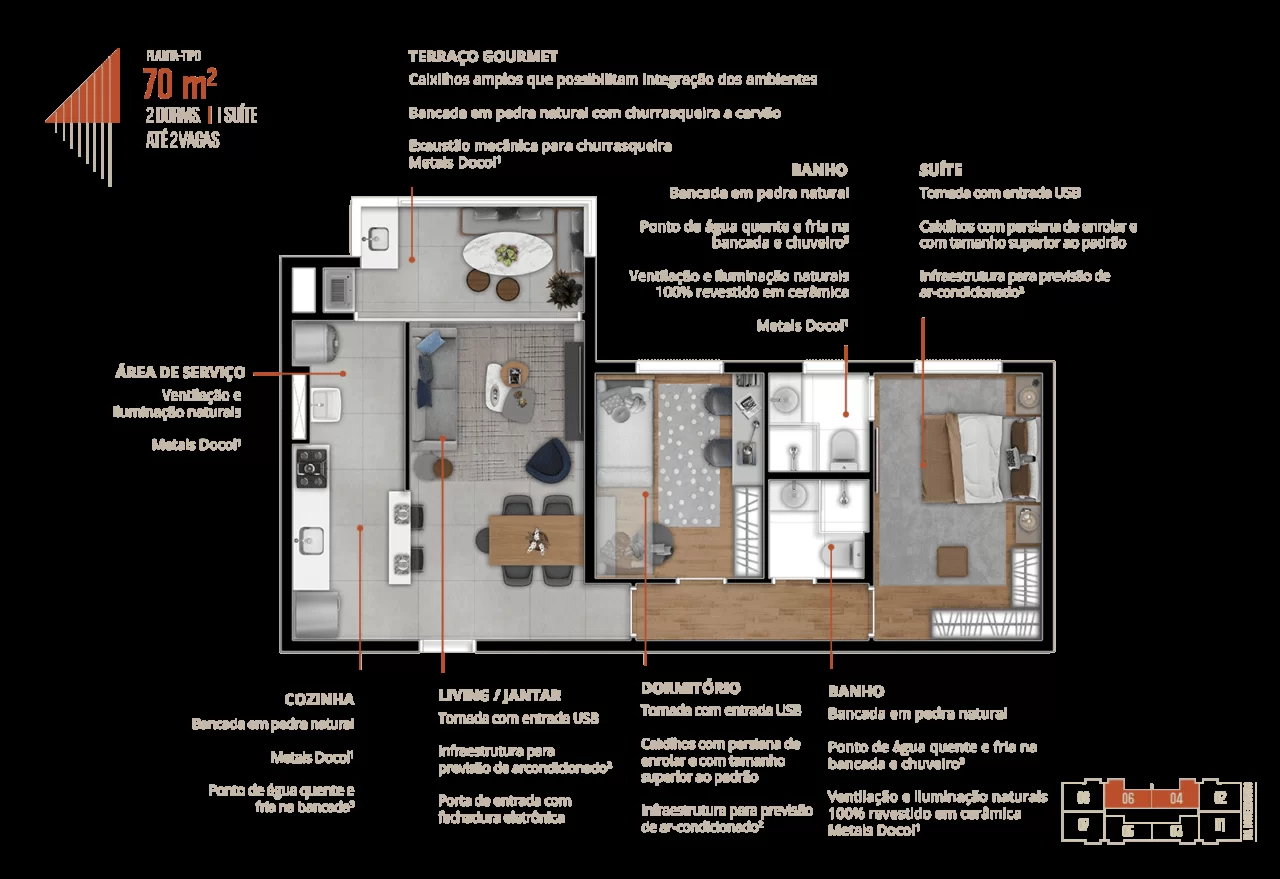 PLANTA-TIPO
70 m²
2 DORMS. | 1 SUÍTE
ATÉ 2 VAGAS
TERRAÇO GOURMET
Caixilhos amplos que possibilitam integração dos ambientes
Bancada em pedra natural com churrasqueira a carvão
Exaustão mecânica para churrasqueira
Metais Docol¹
BANHO
Bancada em pedra natural
Ponto de água quente e fria na
bancada e chuveiro³
Ventilação e iluminação naturais
100% revestido em cerâmica
Metais Docol¹
SUÍTE
Tomada com entrada USB
Caixilhos com persiana de enrolar e
com tamanho superior ao padrão
Infraestrutura para previsão de
ar-condicionado²
ÁREA DE SERVIÇO
Ventilação e
iluminação naturais
Metais Docol¹
COZINHA
Bancada em pedra natural
Metais Docol¹
Ponto de água quente e
fria na bancada³
LIVING / JANTAR
Tomada com entrada USB
Infraestrutura para
previsão de arcondicionado²
Porta de entrada com
fechadura eletrônica
DORMITÓRIO
Tomada com entrada USB
Caixilhos com persiana de
enrolar e com tamanho
superior ao padrão
Infraestrutura para previsão
de ar-condicionado²
BANHO
Bancada em pedra natural
Ponto de água quente e fria na
bancada e chuveiro³
Ventilação e iluminação naturais
100% revestido em cerâmica
Metais Docol¹
08 06 04 02
07 05 03 01